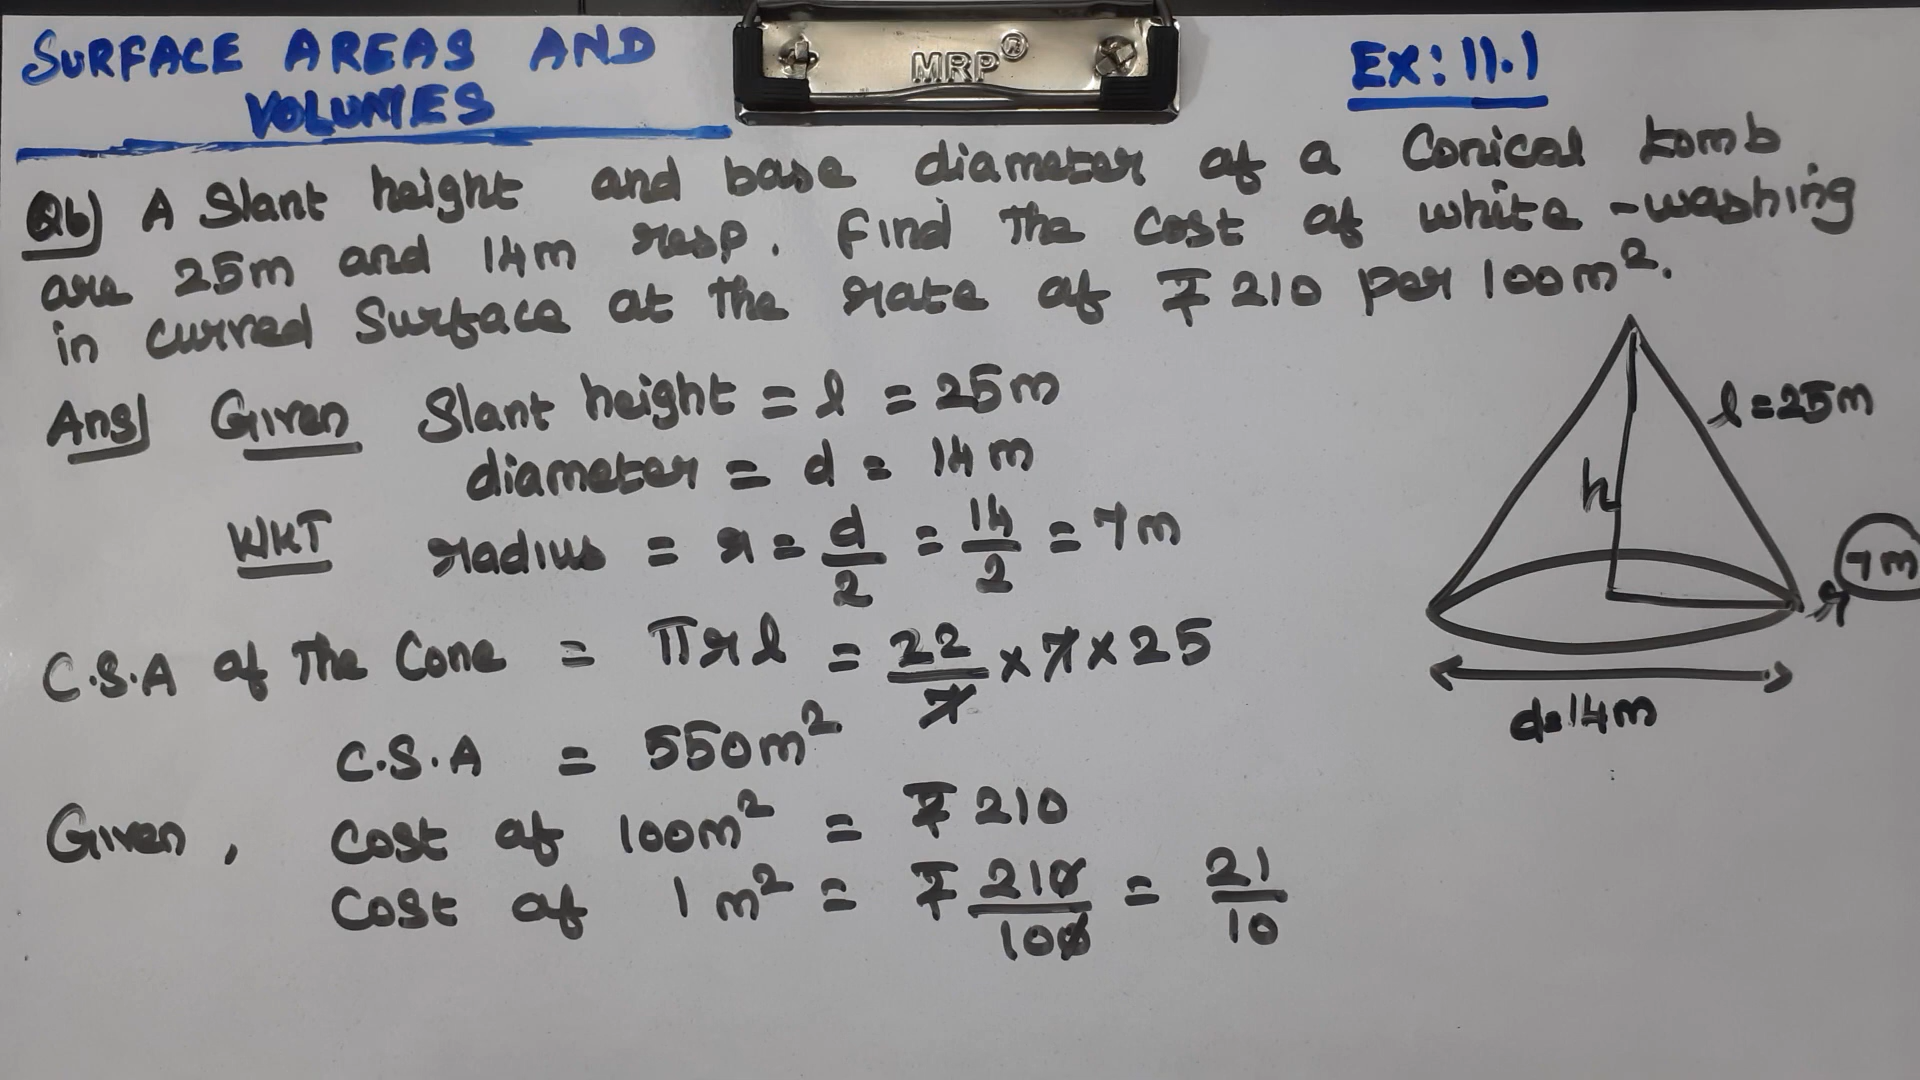 SURFACE AREAS AND
VOLUMES
MRP®
Ex: 11.1
Q6) A Slant height and base diameter of a Conical tomb
are 25m and 14m resp. Find the cost of white-washing
in curved Surface at the rate of ₹ 210 per 100m².
Ans) Given Slant height = l = 25m
diameter = d = 14m
WKT radius = r = d/2 = 14/2 = 7m
C.S.A of the Cone = πrl = 22/7 × 7 × 25
C.S.A = 550m²
Given, Cost of 100m² = ₹ 210
Cost of 1m² = ₹ 210/100 = 21/10
l = 25m
h
r
7m
d = 14m